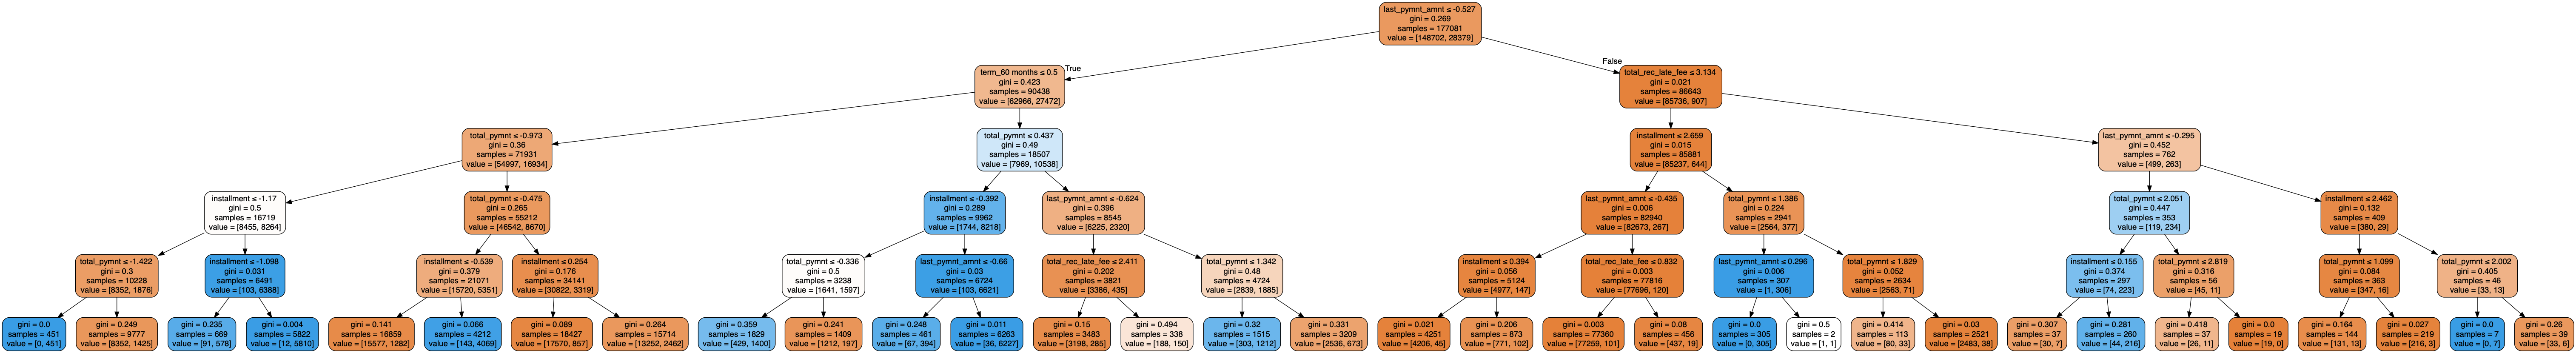 last_pymnt_amnt ≤ -0.527
gini = 0.269
samples = 177081
value = [148702, 28379]
True
False
term_60 months ≤ 0.5
gini = 0.423
samples = 90438
value = [62966, 27472]
total_rec_late_fee ≤ 3.134
gini = 0.021
samples = 86643
value = [85736, 907]
total_pymnt ≤ -0.973
gini = 0.36
samples = 71931
value = [54997, 16934]
total_pymnt ≤ 0.437
gini = 0.49
samples = 18507
value = [7969, 10538]
installment ≤ 2.659
gini = 0.015
samples = 85881
value = [85237, 644]
last_pymnt_amnt ≤ -0.295
gini = 0.452
samples = 762
value = [499, 263]
installment ≤ -1.17
gini = 0.5
samples = 16719
value = [8455, 8264]
total_pymnt ≤ -0.475
gini = 0.265
samples = 55212
value = [46542, 8670]
installment ≤ -0.392
gini = 0.289
samples = 9962
value = [1744, 8218]
last_pymnt_amnt ≤ -0.624
gini = 0.396
samples = 8545
value = [6225, 2320]
last_pymnt_amnt ≤ -0.435
gini = 0.006
samples = 82940
value = [82673, 267]
total_pymnt ≤ 1.386
gini = 0.224
samples = 2941
value = [2564, 377]
total_pymnt ≤ 2.051
gini = 0.447
samples = 353
value = [119, 234]
installment ≤ 2.462
gini = 0.132
samples = 409
value = [380, 29]
total_pymnt ≤ -1.422
gini = 0.3
samples = 10228
value = [8352, 1876]
installment ≤ -1.098
gini = 0.031
samples = 6491
value = [103, 6388]
installment ≤ -0.539
gini = 0.379
samples = 21071
value = [15720, 5351]
installment ≤ 0.254
gini = 0.176
samples = 34141
value = [30822, 3319]
total_pymnt ≤ -0.336
gini = 0.5
samples = 3238
value = [1641, 1597]
last_pymnt_amnt ≤ -0.66
gini = 0.03
samples = 6724
value = [103, 6621]
total_rec_late_fee ≤ 2.411
gini = 0.202
samples = 3821
value = [3386, 435]
total_pymnt ≤ 1.342
gini = 0.48
samples = 4724
value = [2839, 1885]
installment ≤ 0.394
gini = 0.056
samples = 5124
value = [4977, 147]
total_rec_late_fee ≤ 0.832
gini = 0.003
samples = 77816
value = [77696, 120]
last_pymnt_amnt ≤ 0.296
gini = 0.006
samples = 307
value = [1, 306]
total_pymnt ≤ 1.829
gini = 0.052
samples = 2634
value = [2563, 71]
installment ≤ 0.155
gini = 0.374
samples = 297
value = [74, 223]
total_pymnt ≤ 2.819
gini = 0.316
samples = 56
value = [45, 11]
total_pymnt ≤ 1.099
gini = 0.084
samples = 363
value = [347, 16]
total_pymnt ≤ 2.002
gini = 0.405
samples = 46
value = [33, 13]
gini = 0.0
samples = 451
value = [0, 451]
gini = 0.249
samples = 9777
value = [8352, 1425]
gini = 0.235
samples = 669
value = [91, 578]
gini = 0.004
samples = 5822
value = [12, 5810]
gini = 0.141
samples = 16859
value = [15577, 1282]
gini = 0.066
samples = 4212
value = [143, 4069]
gini = 0.089
samples = 18427
value = [17570, 857]
gini = 0.264
samples = 15714
value = [13252, 2462]
gini = 0.359
samples = 1829
value = [429, 1400]
gini = 0.241
samples = 1409
value = [1212, 197]
gini = 0.248
samples = 461
value = [67, 394]
gini = 0.011
samples = 6263
value = [36, 6227]
gini = 0.15
samples = 3483
value = [3198, 285]
gini = 0.494
samples = 338
value = [188, 150]
gini = 0.32
samples = 1515
value = [303, 1212]
gini = 0.331
samples = 3209
value = [2536, 673]
gini = 0.021
samples = 4251
value = [4206, 45]
gini = 0.206
samples = 873
value = [771, 102]
gini = 0.003
samples = 77360
value = [77259, 101]
gini = 0.08
samples = 456
value = [437, 19]
gini = 0.0
samples = 305
value = [0, 305]
gini = 0.5
samples = 2
value = [1, 1]
gini = 0.414
samples = 113
value = [80, 33]
gini = 0.03
samples = 2521
value = [2483, 38]
gini = 0.307
samples = 37
value = [30, 7]
gini = 0.281
samples = 260
value = [44, 216]
gini = 0.418
samples = 37
value = [26, 11]
gini = 0.0
samples = 19
value = [19, 0]
gini = 0.164
samples = 144
value = [131, 13]
gini = 0.027
samples = 219
value = [216, 3]
gini = 0.0
samples = 7
value = [0, 7]
gini = 0.26
samples = 39
value = [33, 6]